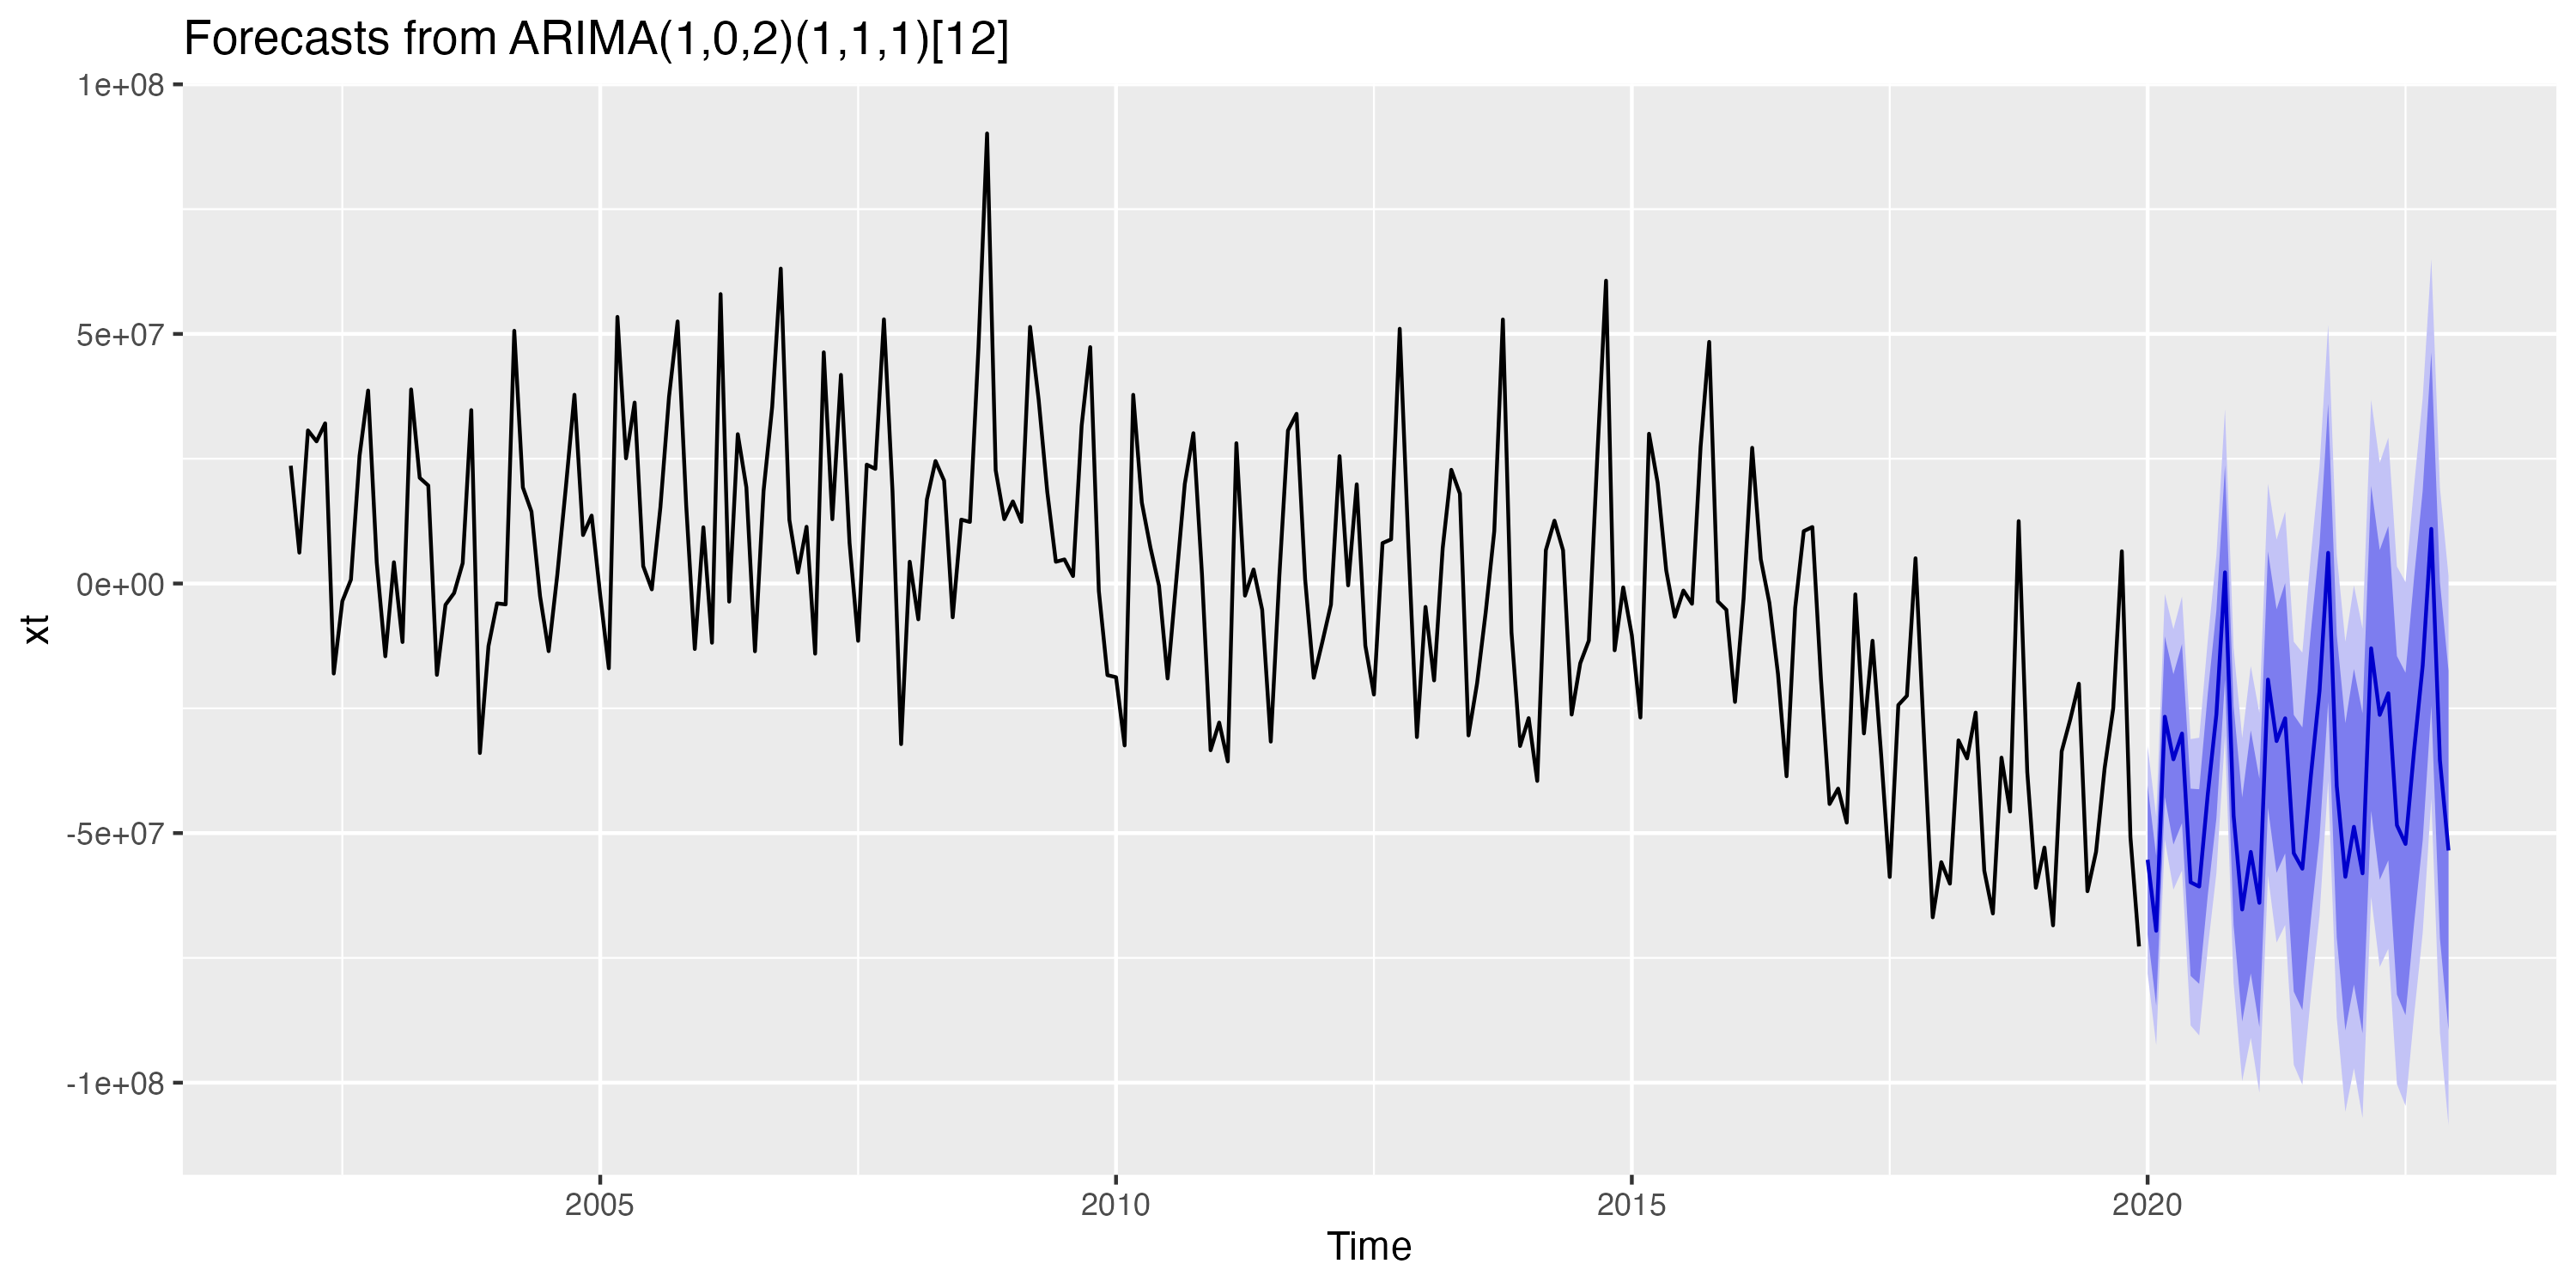 Forecasts from ARIMA(1,0,2)(1,1,1)[12]
1e+08
5e+07
0e+00
-5e+07
-1e+08
xt
2005
2010
2015
2020
Time